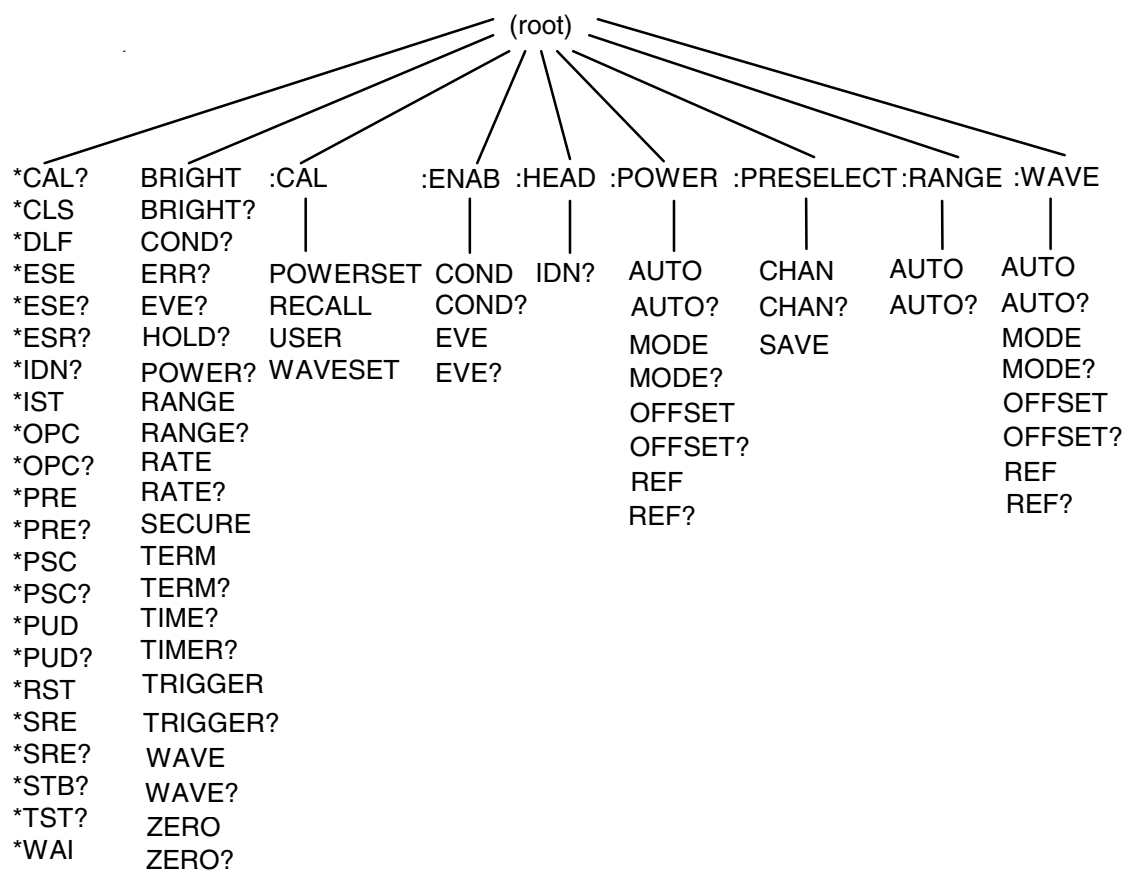 (root)
*CAL? BRIGHT :CAL :ENAB :HEAD :POWER :PRESELECT :RANGE :WAVE
*CLS BRIGHT?
*DLF COND?
*ESE ERR? POWERSET COND IDN? AUTO CHAN AUTO AUTO
*ESE? EVE? RECALL COND? AUTO? CHAN? AUTO? AUTO?
*ESR? HOLD? USER EVE MODE SAVE MODE
*IDN? POWER? WAVESET EVE? MODE? MODE?
*IST RANGE OFFSET OFFSET
*OPC RANGE? OFFSET? OFFSET?
*OPC? RATE REF REF
*PRE RATE? REF? REF?
*PRE? SECURE
*PSC TERM
*PSC? TERM?
*PUD TIME?
*PUD? TIMER?
*RST TRIGGER
*SRE TRIGGER?
*SRE? WAVE
*STB? WAVE?
*TST? ZERO
*WAI ZERO?